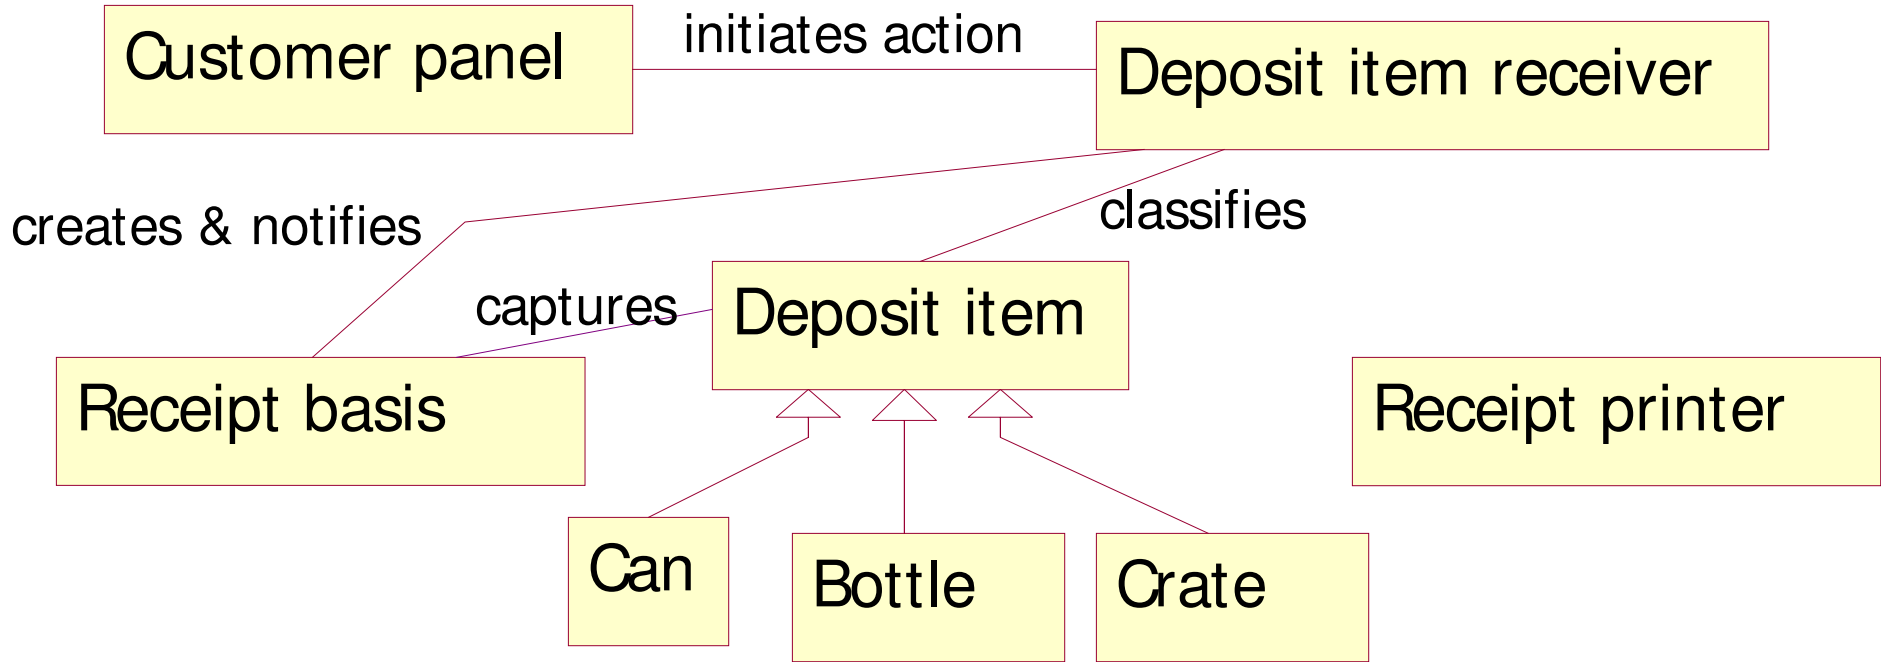 Customer panel
initiates action
Deposit item receiver
creates & notifies
classifies
captures
Deposit item
Receipt basis
Receipt printer
Can
Bottle
Crate